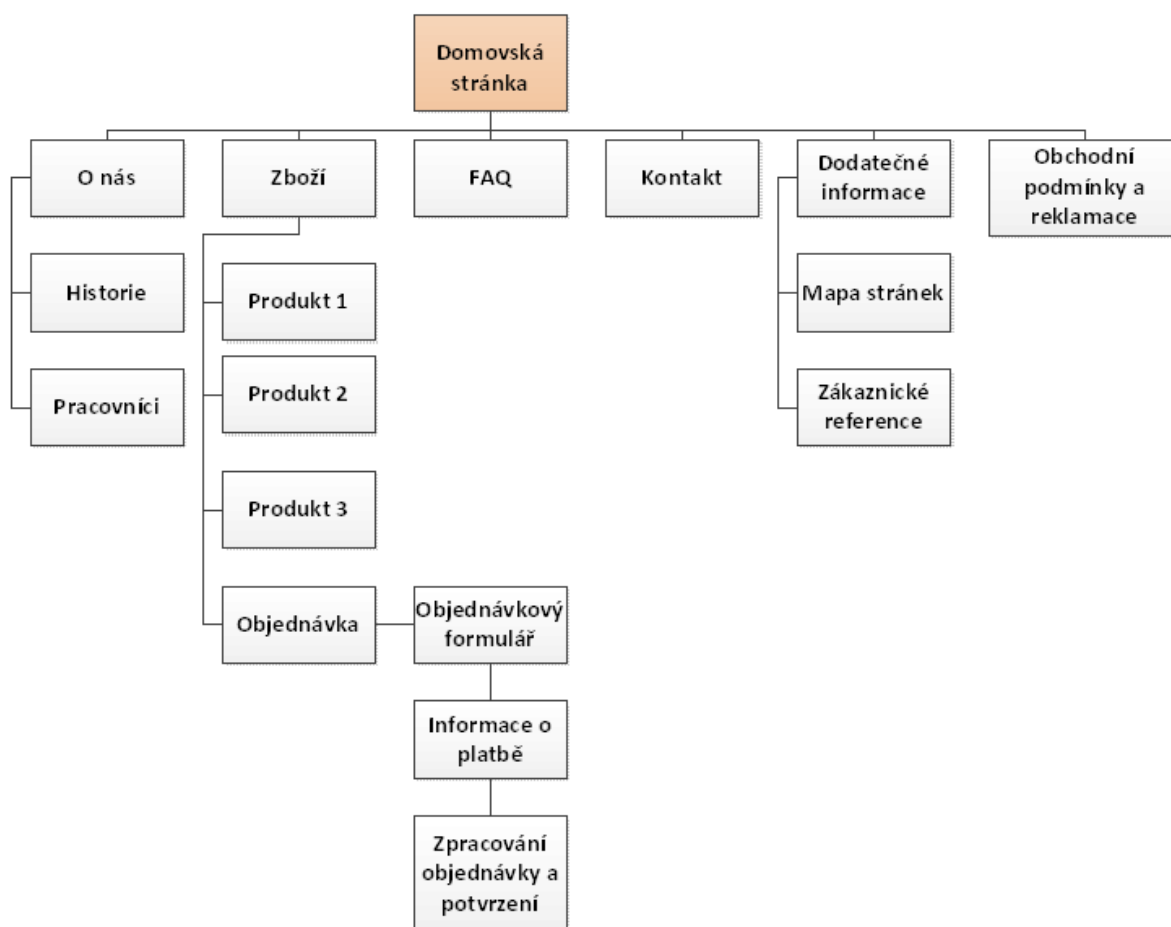 Domovská
stránka
O nás
Zboží
FAQ
Kontakt
Dodatečné
informace
Obchodní
podmínky a
reklamace
Historie
Pracovníci
Produkt 1
Produkt 2
Produkt 3
Objednávka
Objednávkový
formulář
Informace o
platbě
Zpracování
objednávky a
potvrzení
Mapa stránek
Zákaznické
reference